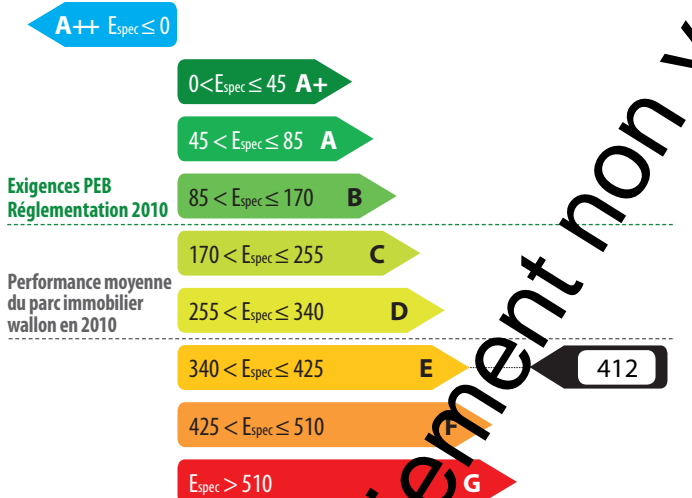 A++ Espec ≤ 0
0<Espec ≤ 45 A+
45 < Espec ≤ 85 A
Exigences PEB
Réglementation 2010
85 < Espec ≤ 170 B
170 < Espec ≤ 255 C
Performance moyenne
du parc immobilier
wallon en 2010
255 < Espec ≤ 340 D
340 < Espec ≤ 425 E
412
425 < Espec ≤ 510 F
Espec > 510 G
ement non v